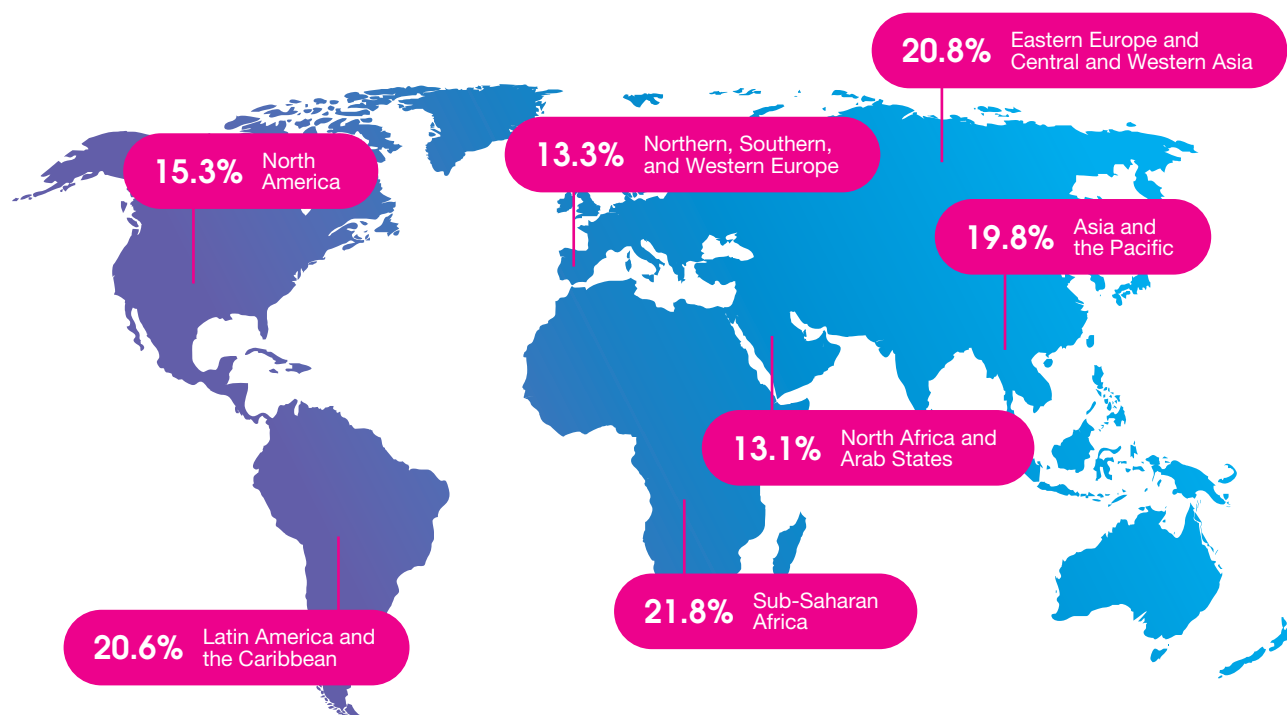 20.8%
Eastern Europe and
Central and Western Asia
15.3%
North
America
13.3%
Northern, Southern,
and Western Europe
19.8%
Asia and
the Pacific
13.1%
North Africa and
Arab States
21.8%
Sub-Saharan
Africa
20.6%
Latin America and
the Caribbean